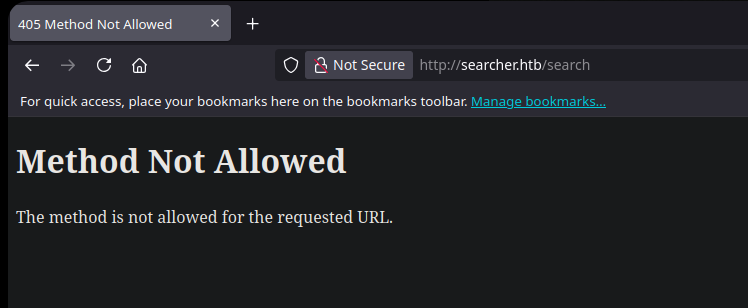 405 Method Not Allowed
Not Secure http://searcher.htb/search
For quick access, place your bookmarks here on the bookmarks toolbar. Manage bookmarks...
Method Not Allowed
The method is not allowed for the requested URL.